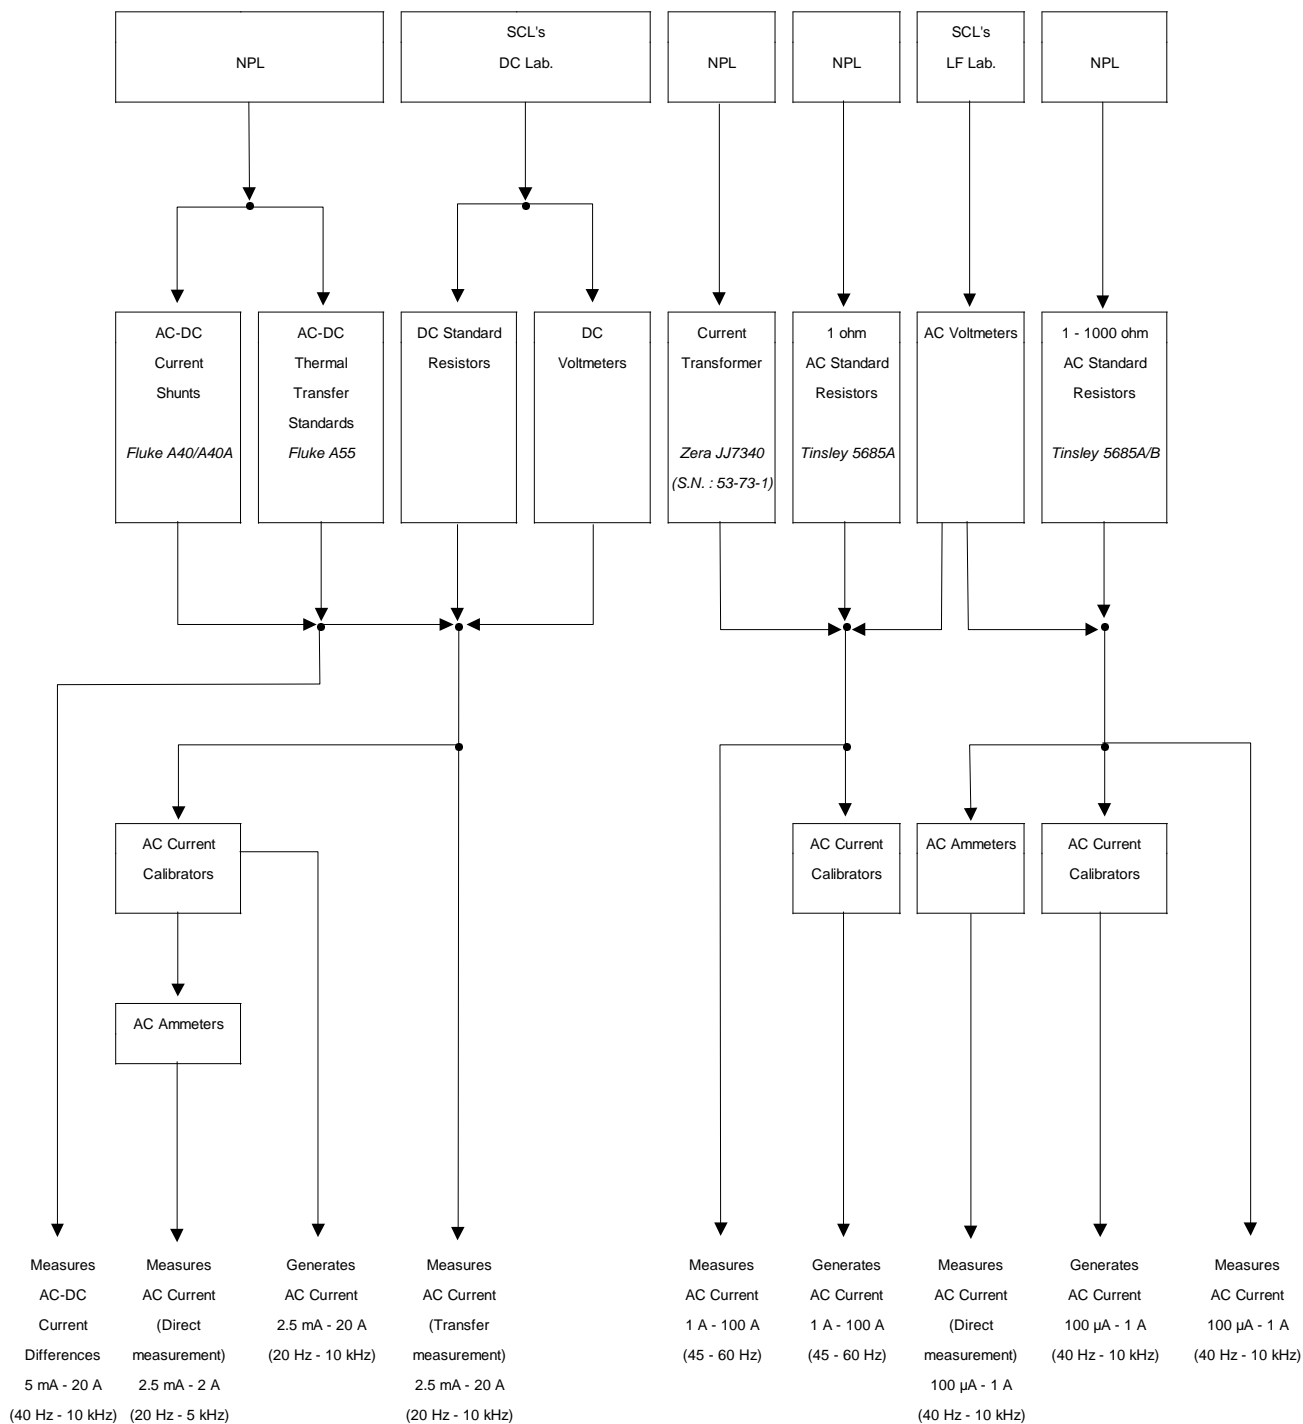 NPL
SCL's
DC Lab.
NPL
NPL
SCL's
LF Lab.
NPL
AC-DC
Current
Shunts
Fluke A40/A40A
AC-DC
Thermal
Transfer
Standards
Fluke A55
DC Standard
Resistors
DC
Voltmeters
Current
Transformer
Zera JJ7340
(S.N. : 53-73-1)
1 ohm
AC Standard
Resistors
Tinsley 5685A
AC Voltmeters
1 - 1000 ohm
AC Standard
Resistors
Tinsley 5685A/B
AC Current
Calibrators
AC Current
Calibrators
AC Ammeters
AC Current
Calibrators
AC Ammeters
Measures
AC-DC
Current
Differences
5 mA - 20 A
(40 Hz - 10 kHz)
Measures
AC Current
(Direct
measurement)
2.5 mA - 2 A
(20 Hz - 5 kHz)
Generates
AC Current
2.5 mA - 20 A
(20 Hz - 10 kHz)
Measures
AC Current
(Transfer
measurement)
2.5 mA - 20 A
(20 Hz - 10 kHz)
Measures
AC Current
1 A - 100 A
(45 - 60 Hz)
Generates
AC Current
1 A - 100 A
(45 - 60 Hz)
Measures
AC Current
(Direct
measurement)
100 µA - 1 A
(40 Hz - 10 kHz)
Generates
AC Current
100 µA - 1 A
(40 Hz - 10 kHz)
Measures
AC Current
100 µA - 1 A
(40 Hz - 10 kHz)